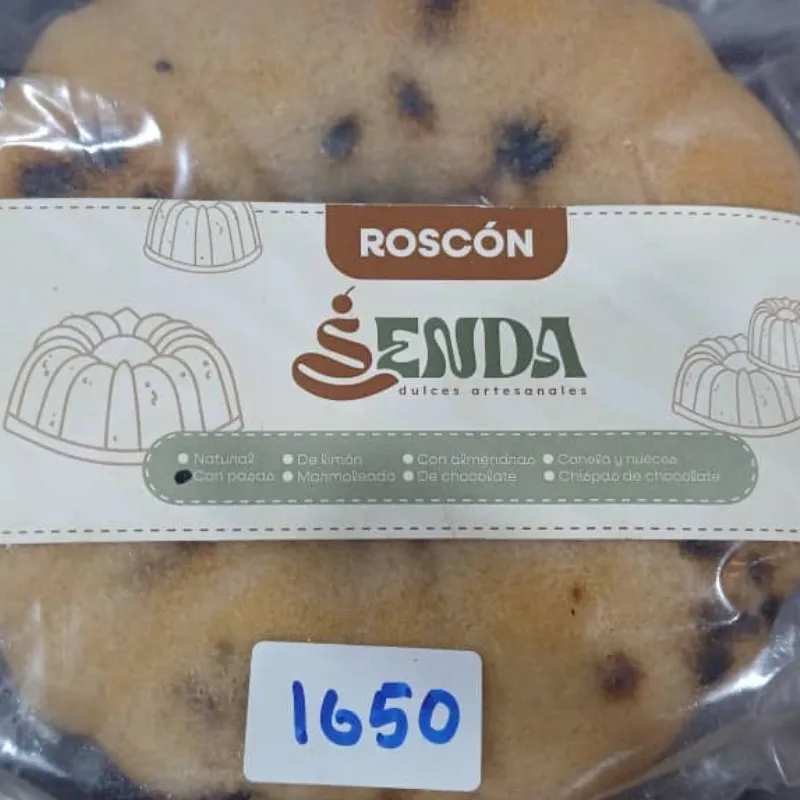 ROSCÓN
SENDA
dulces artesanales
Natural De limón Con almendras Canela y nueces
Con pasas Marmoleado De chocolate Chispas de chocolate
1650